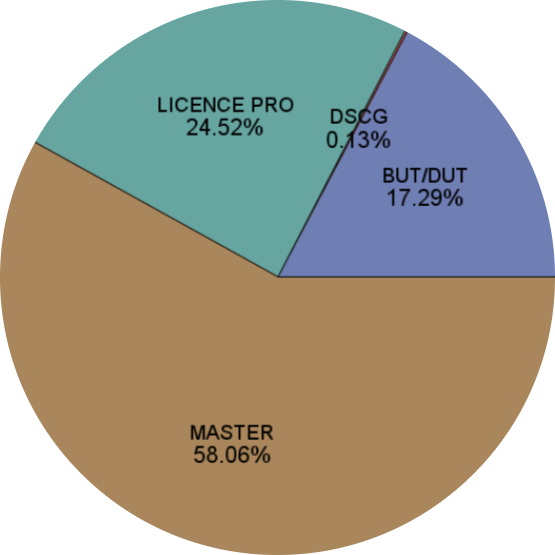 LICENCE PRO
24.52%
DSCG
0.13%
BUT/DUT
17.29%
MASTER
58.06%